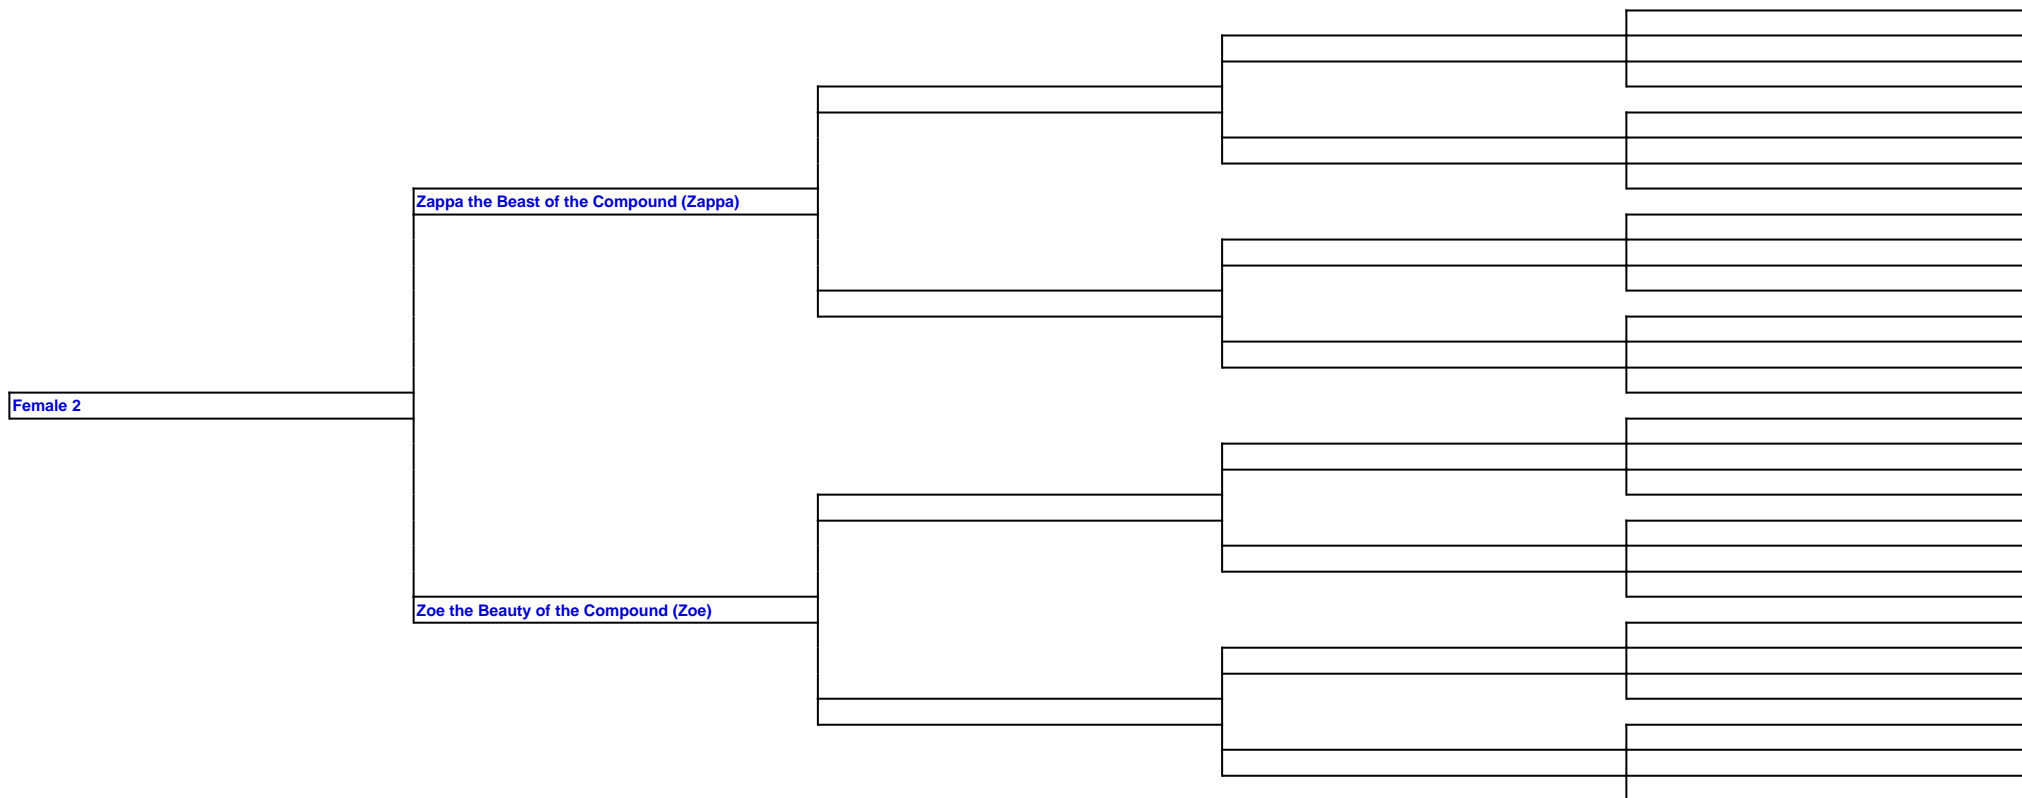 Zappa the Beast of the Compound (Zappa)
Female 2
Zoe the Beauty of the Compound (Zoe)